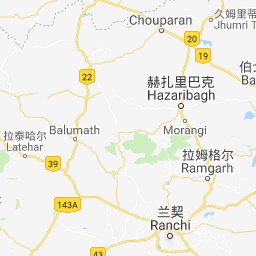 久姆里蒂
Jhumri T
Chouparan
20
19
伯
Ba
22
赫扎里巴克
Hazaribagh
Morangi
拉泰哈尔
Latehar
Balumath
39
拉姆格尔
Ramgarh
143A
兰契
Ranchi
43